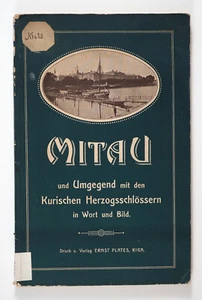 MITAU
und Umgegend mit den
Kurischen Herzogsschlössern
in Wort und Bild.
Druck u. Verlag ERNST PLATES, RIGA.